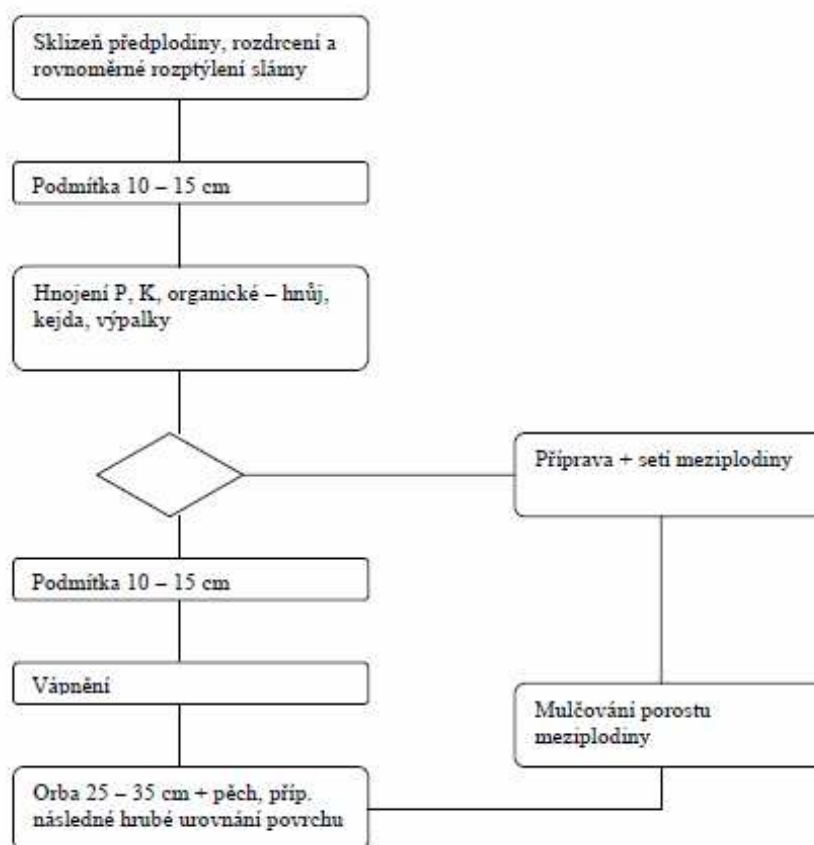 Sklizeň předplodiny, rozdrcení a
rovnoměrné rozptýlení slámy
Podmítka 10 – 15 cm
Hnojení P, K, organické – hnůj,
kejda, výpalky
Příprava + setí meziplodiny
Podmítka 10 – 15 cm
Vápnění
Mulčování porostu
meziplodiny
Orba 25 – 35 cm + pěch, příp.
následné hrubé urovnání povrchu